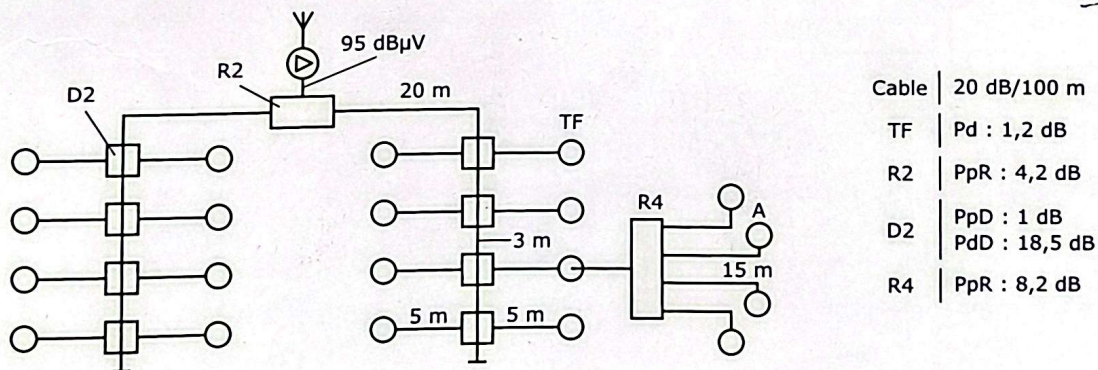 95 dBµV
R2
D2
20 m
TF
3 m
R4
A
15 m
5 m
5 m
Cable 20 dB/100 m
TF Pd : 1,2 dB
R2 PpR : 4,2 dB
D2 PpD : 1 dB
PdD : 18,5 dB
R4 PpR : 8,2 dB